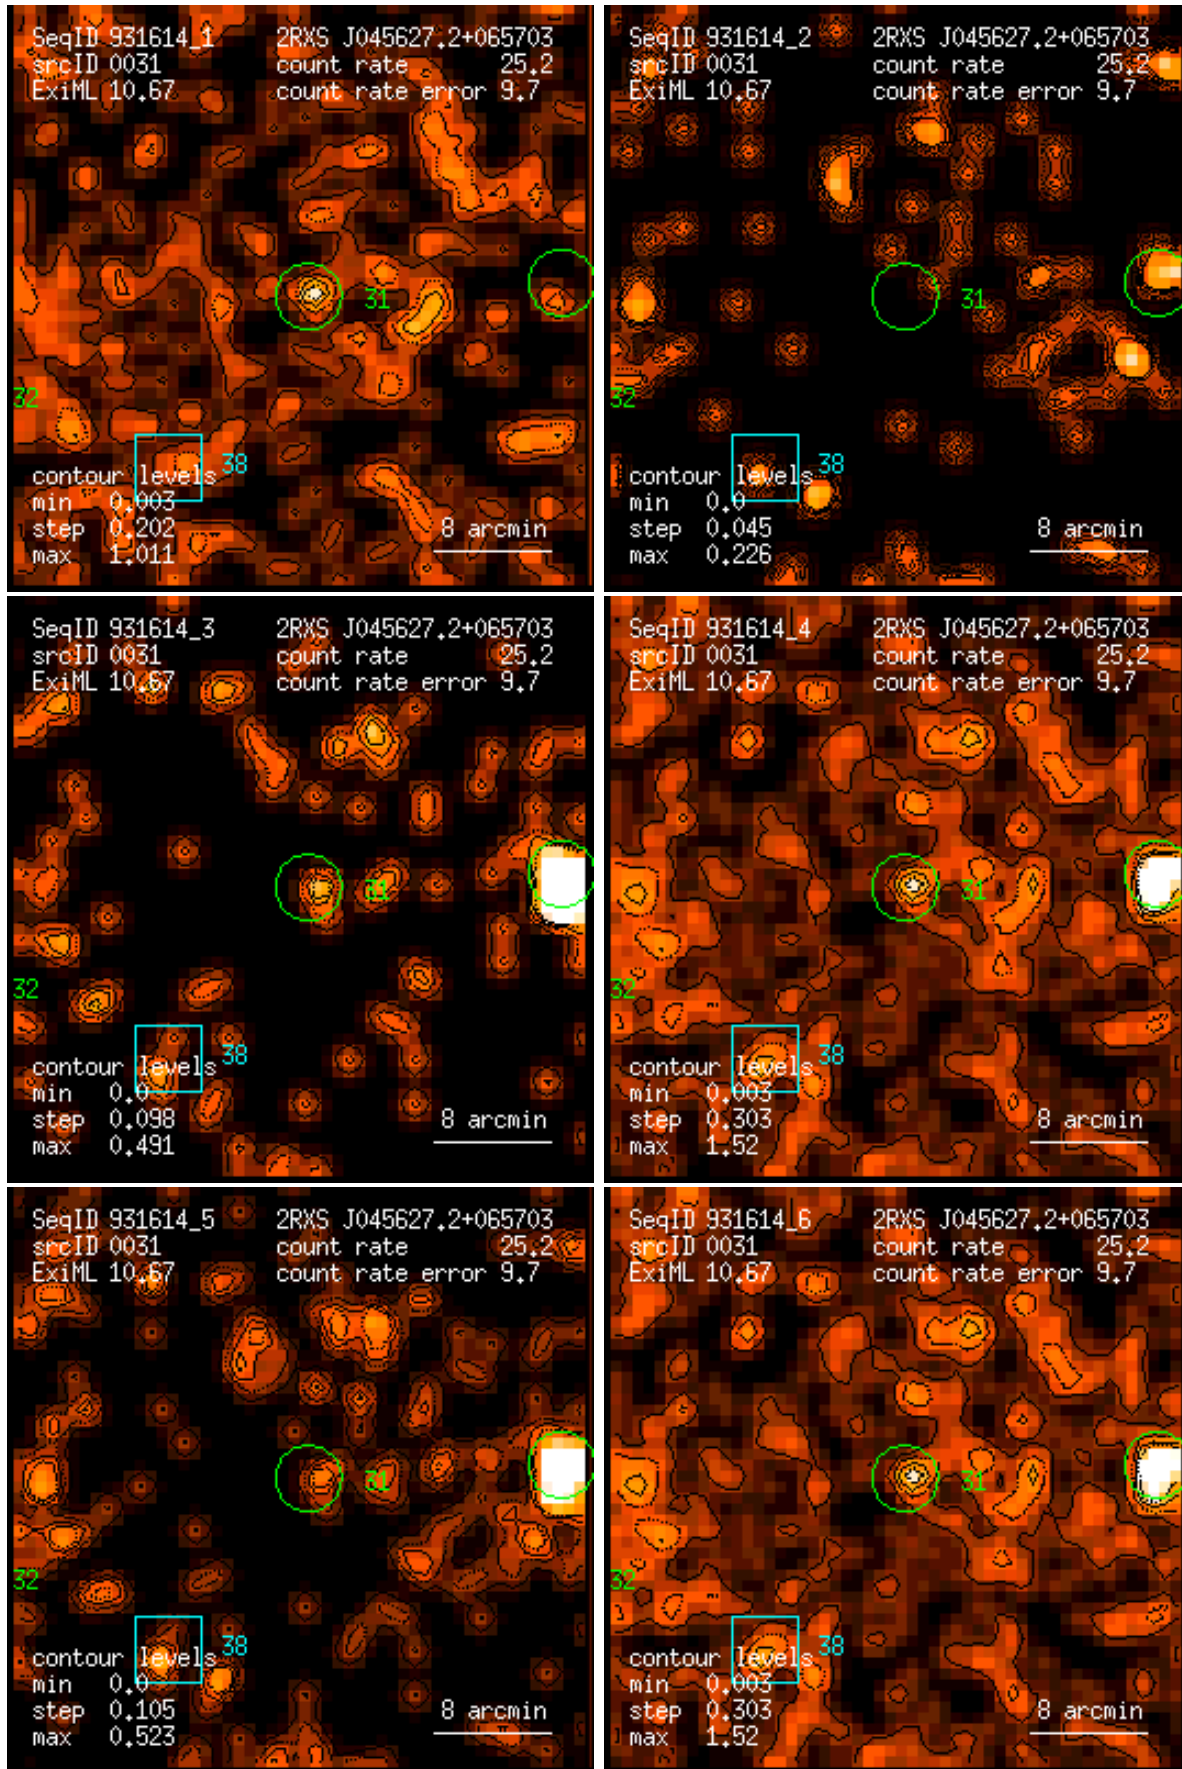 SeqID 931614_1 2RXS J045627.2+065703
srcID 0031 count rate 25.2
ExiML 10.67 count rate error 9.7
31
32
38
contour levels
min 0.003
step 0.202 8 arcmin
max 1.011
SeqID 931614_2 2RXS J045627.2+065703
srcID 0031 count rate 25.2
ExiML 10.67 count rate error 9.7
31
32
38
contour levels
min 0.0
step 0.045 8 arcmin
max 0.226
SeqID 931614_3 2RXS J045627.2+065703
srcID 0031 count rate 25.2
ExiML 10.67 count rate error 9.7
31
32
38
contour levels
min 0.0
step 0.098 8 arcmin
max 0.491
SeqID 931614_4 2RXS J045627.2+065703
srcID 0031 count rate 25.2
ExiML 10.67 count rate error 9.7
31
32
38
contour levels
min 0.003
step 0.303 8 arcmin
max 1.52
SeqID 931614_5 2RXS J045627.2+065703
srcID 0031 count rate 25.2
ExiML 10.67 count rate error 9.7
31
32
38
contour levels
min 0.0
step 0.105 8 arcmin
max 0.523
SeqID 931614_6 2RXS J045627.2+065703
srcID 0031 count rate 25.2
ExiML 10.67 count rate error 9.7
31
32
38
contour levels
min 0.003
step 0.303 8 arcmin
max 1.52